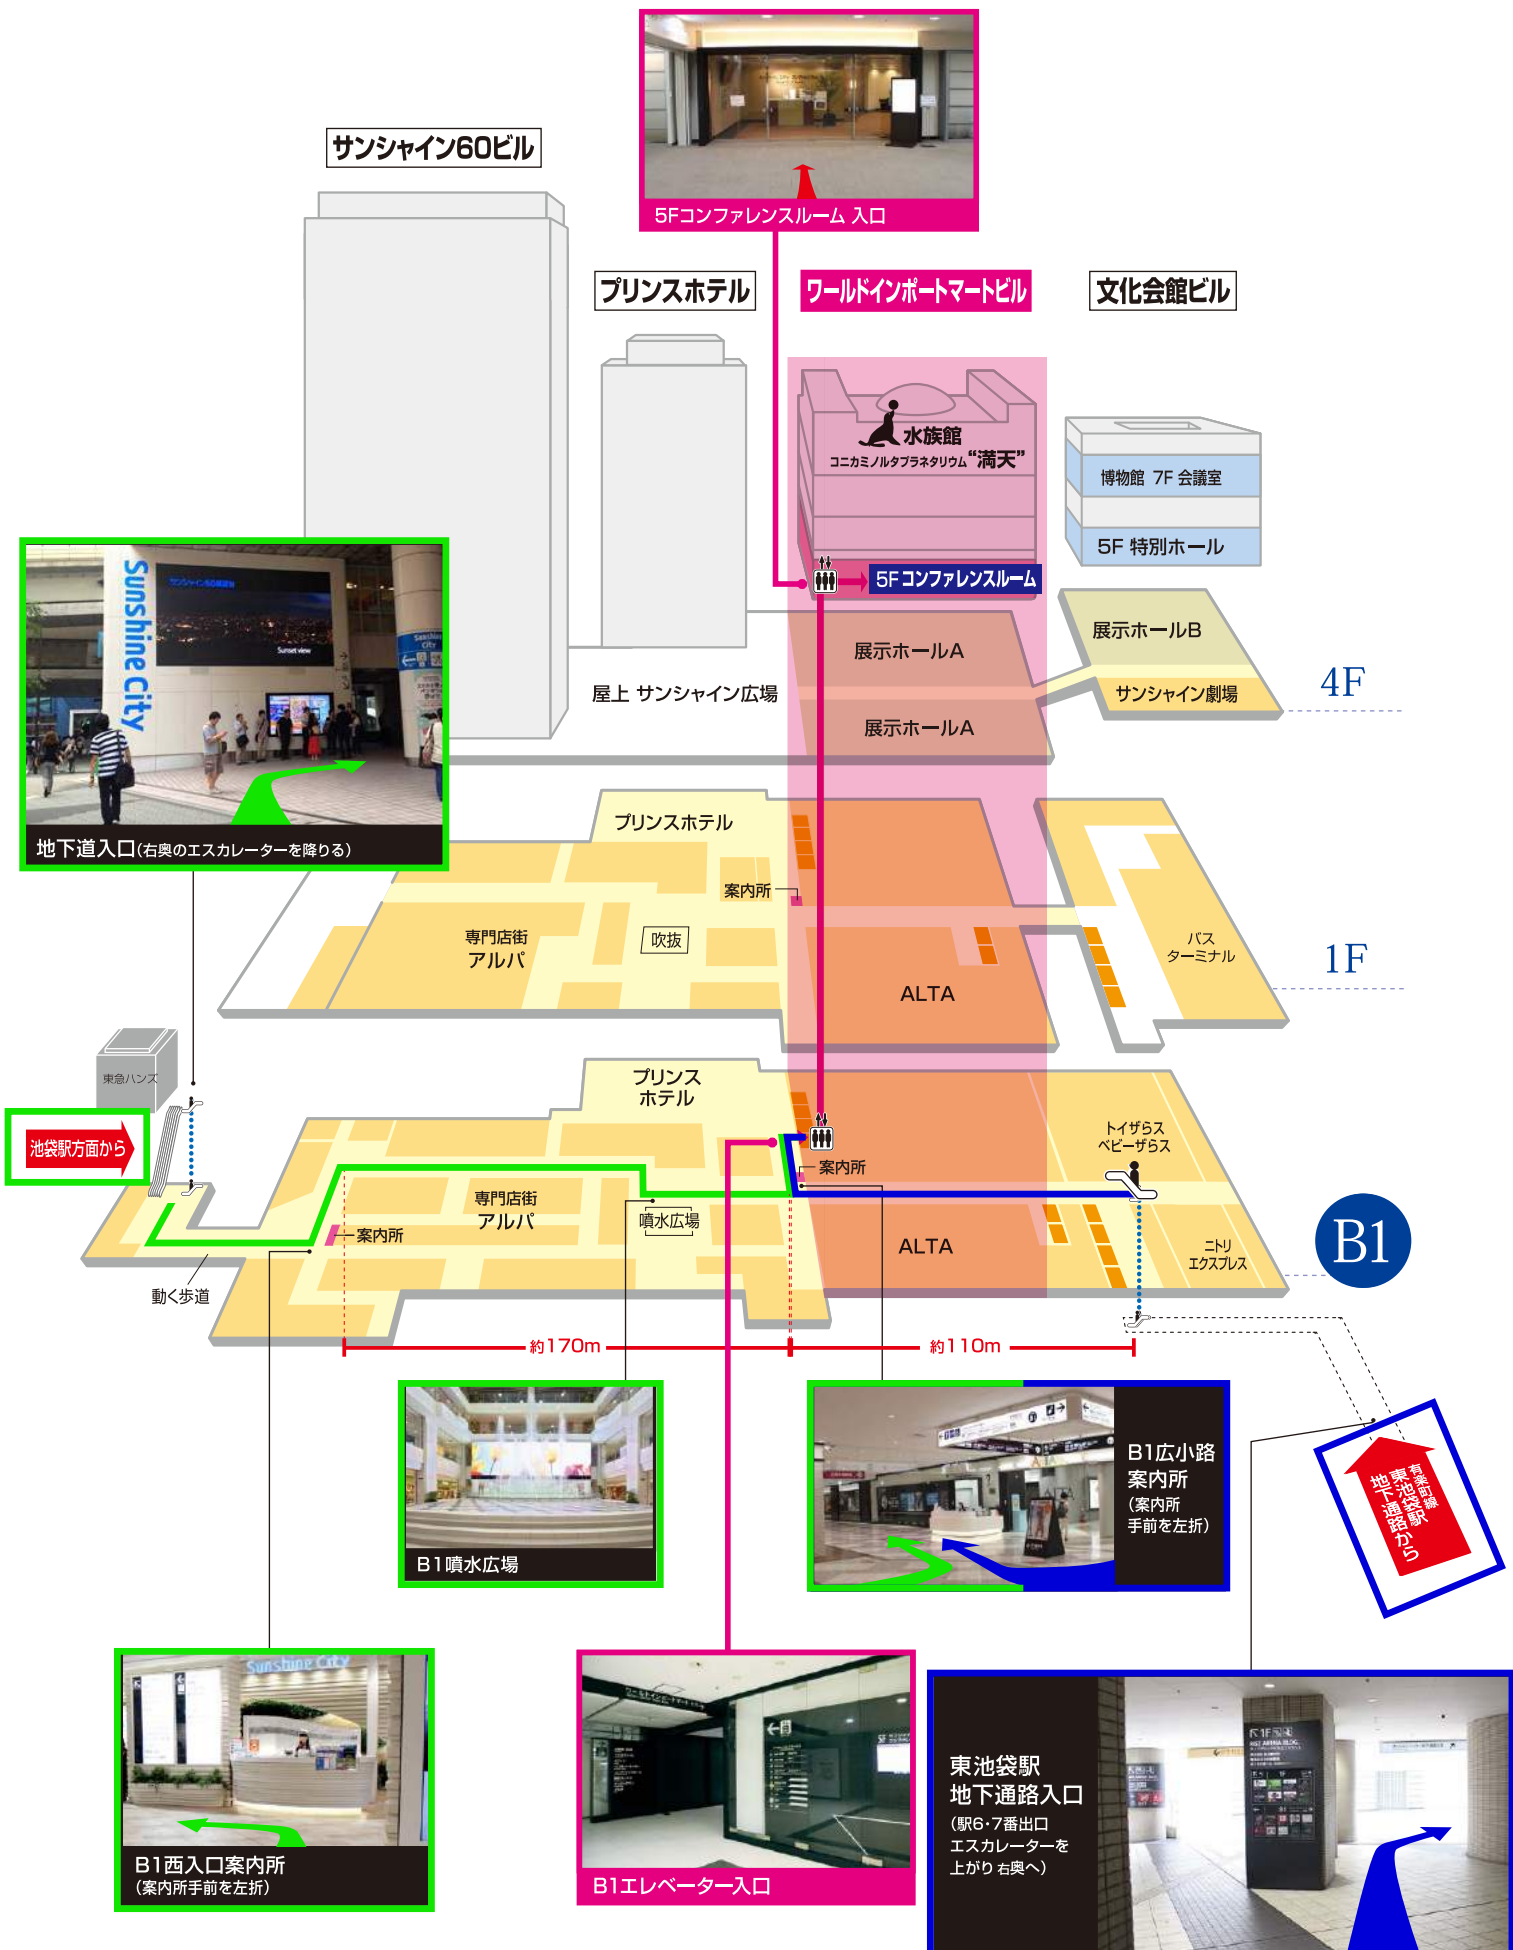 5Fコンファレンスルーム 入口
サンシャイン60ビル
プリンスホテル
ワールドインポートマートビル
文化会館ビル
水族館
コニカミノルタプラネタリウム“満天”
博物館 7F 会議室
5F 特別ホール
5Fコンファレンスルーム
Sunshine City
Sunset view
Sunshine City
地下道入口(右奥のエスカレーターを降りる)
展示ホールA
展示ホールB
屋上 サンシャイン広場
サンシャイン劇場
4F
展示ホールA
プリンスホテル
案内所
専門店街
アルパ
吹抜
バス
ターミナル
1F
ALTA
東急ハンズ
池袋駅方面から
プリンス
ホテル
トイザらス
ベビーザらス
案内所
専門店街
アルパ
噴水広場
案内所
ALTA
ニトリ
エクスプレス
B1
動く歩道
約170m
約110m
B1噴水広場
B1広小路
案内所
(案内所
手前を左折)
有楽町線
東池袋駅
地下通路から
Sunshine City
B1西入口案内所
(案内所手前を左折)
B1エレベーター入口
東池袋駅
地下通路入口
(駅6・7番出口
エスカレーターを
上がり 右奥へ)
1F